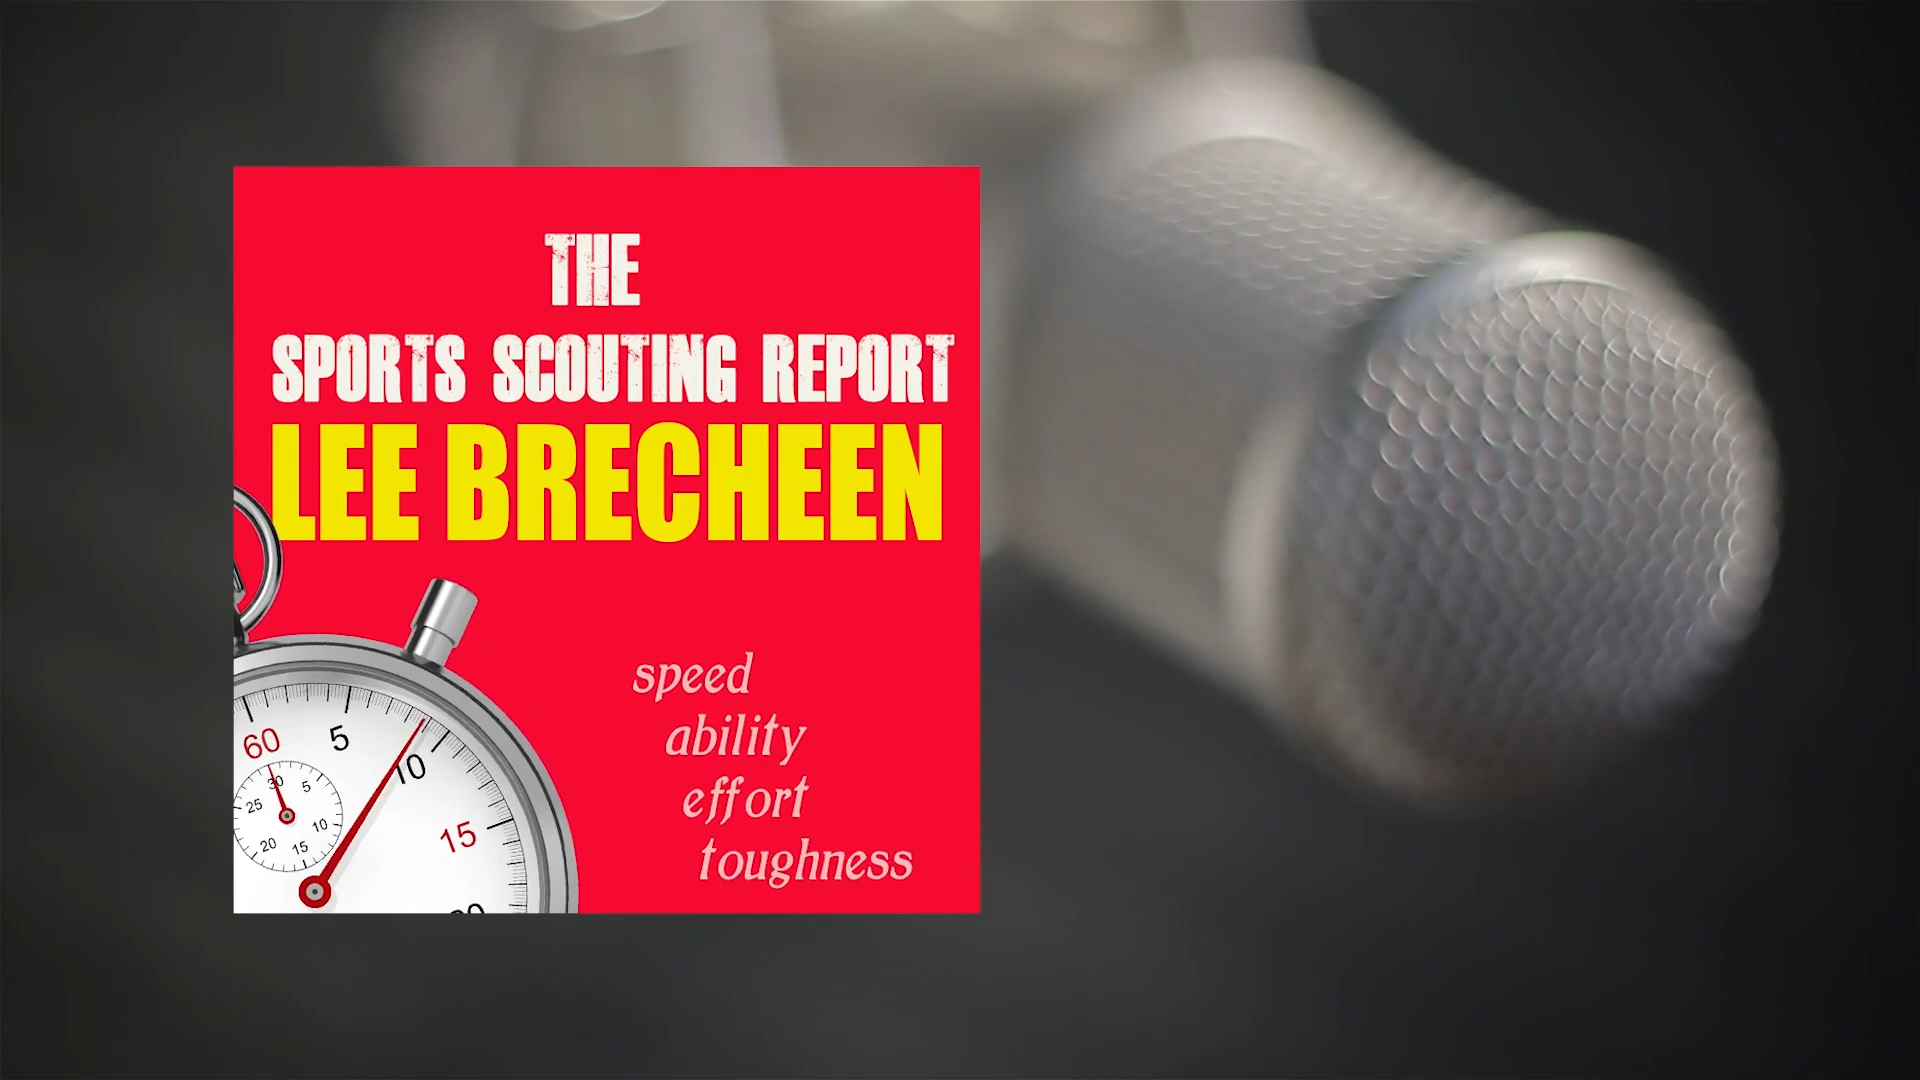 THE
SPORTS SCOUTING REPORT
LEE BRECHEEN
speed
ability
effort
toughness
60
5
10
15
30
5
10
15
20
25